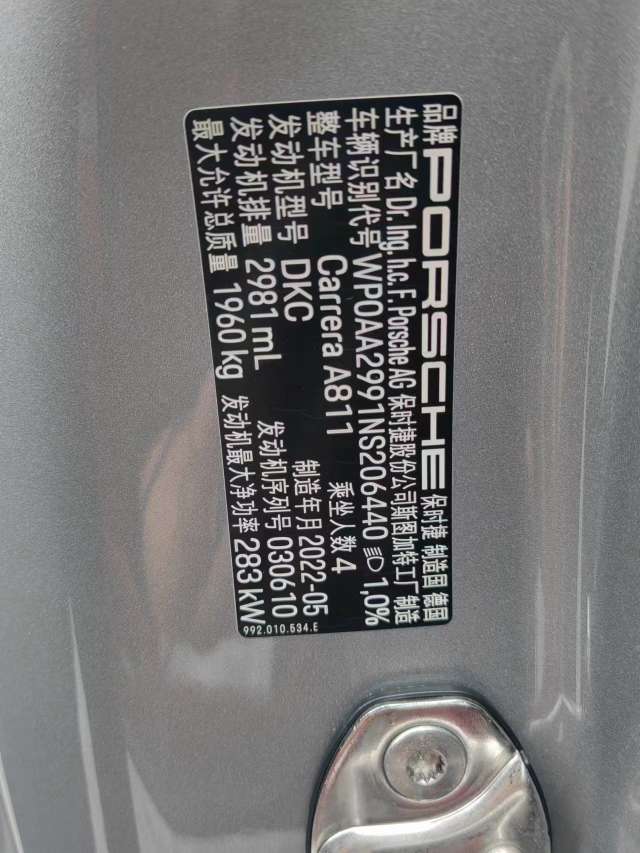 品牌 PORSCHE 保时捷 制造国 德国
生产厂名 Dr. Ing. h.c. F. Porsche AG 保时捷股份公司斯图加特工厂制造
车辆识别代号 WP0AA2991NS206440 1,0%
整车型号 Carrera A811 乘坐人数 4
发动机型号 DKC 制造年月 2022-05
发动机排量 2981 mL 发动机序列号 030610
最大允许总质量 1960 kg 发动机最大净功率 283 kW
992.010.534.E